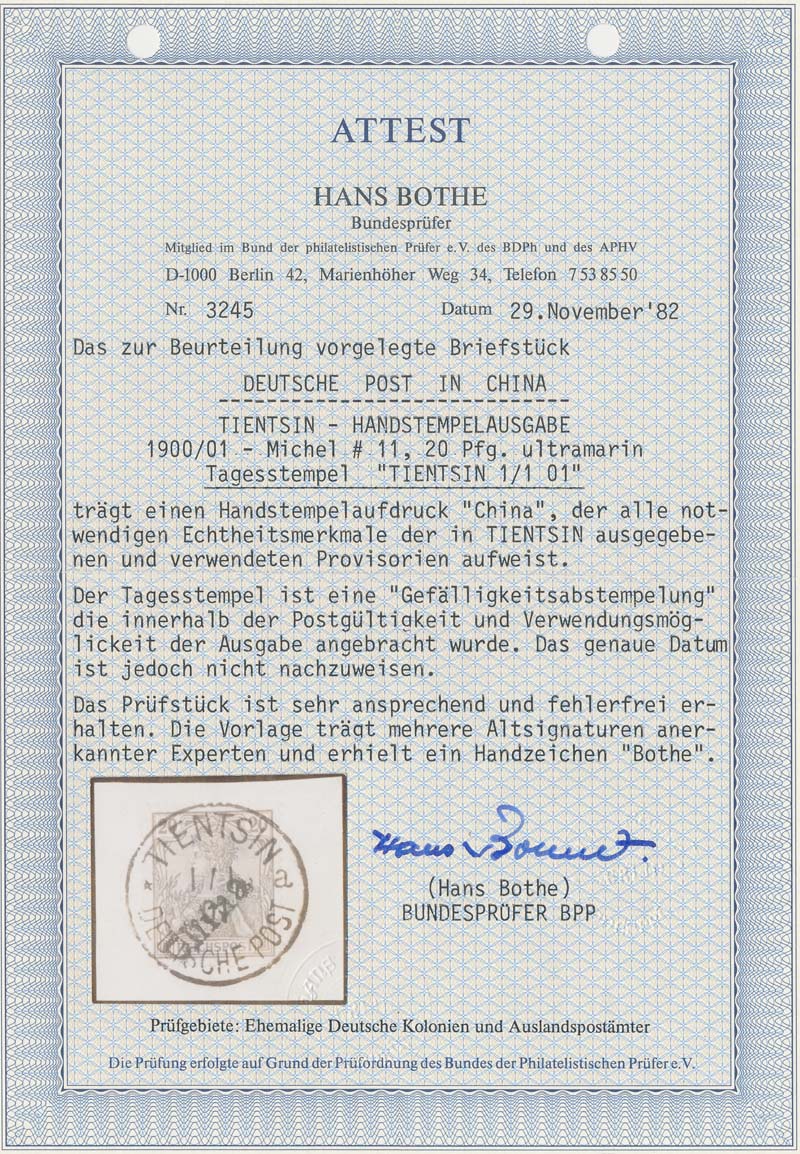 ATTEST
HANS BOTHE
Bundesprüfer
Mitglied im Bund der philatelistischen Prüfer e.V. des BDPh und des APHV
D-1000 Berlin 42, Marienhöher Weg 34, Telefon 7538550
Nr. 3245 Datum 29.November'82
Das zur Beurteilung vorgelegte Briefstück
DEUTSCHE POST IN CHINA
TIENTSIN - HANDSTEMPELAUSGABE
1900/01 - Michel # 11, 20 Pfg. ultramarin
Tagesstempel "TIENTSIN 1/1 01"
trägt einen Handstempelaufdruck "China", der alle not-
wendigen Echtheitsmerkmale der in TIENTSIN ausgegebe-
nen und verwendeten Provisorien aufweist.
Der Tagesstempel ist eine "Gefälligkeitsabstempelung"
die innerhalb der Postgültigkeit und Verwendungsmög-
lickeit der Ausgabe angebracht wurde. Das genaue Datum
ist jedoch nicht nachzuweisen.
Das Prüfstück ist sehr ansprechend und fehlerfrei er-
halten. Die Vorlage trägt mehrere Altsignaturen aner-
kannter Experten und erhielt ein Handzeichen "Bothe".
TIENTSIN
1/1
a
China
DEUTSCHE POST
Hans
(Hans Bothe)
BUNDESPRÜFER BPP
Prüfgebiete: Ehemalige Deutsche Kolonien und Auslandspostämter
Die Prüfung erfolgte auf Grund der Prüfordnung des Bundes der Philatelistischen Prüfer e.V.